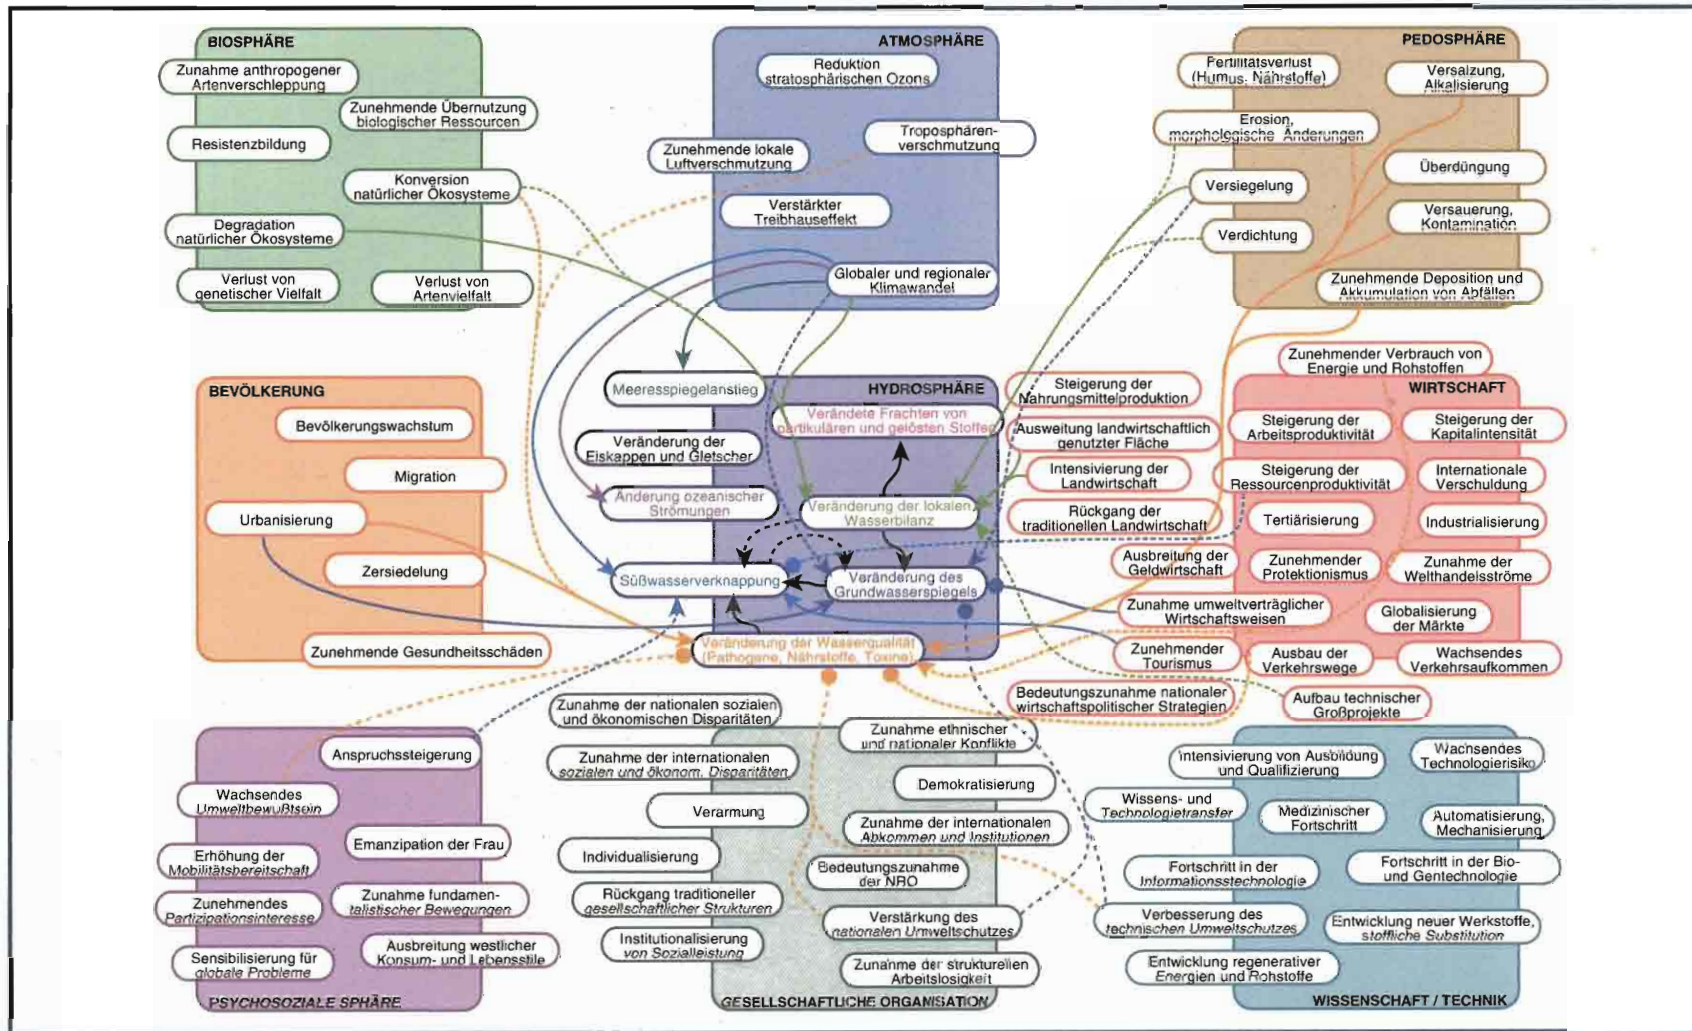 BIOSPHÄRE
Zunahme anthropogener
Artenverschleppung
Zunehmende Übernutzung
biologischer Ressourcen
Resistenzbildung
Konversion
natürlicher Ökosysteme
Degradation
natürlicher Ökosysteme
Verlust von
genetischer Vielfalt
Verlust von
Artenvielfalt
ATMOSPHÄRE
Reduktion
stratosphärischen Ozons
Troposphären-
verschmutzung
Zunehmende lokale
Luftverschmutzung
Verstärkter
Treibhauseffekt
Globaler und regionaler
Klimawandel
PEDOSPHÄRE
Fertilitätsverlust
(Humus, Nährstoffe)
Versalzung,
Alkalisierung
Erosion,
morphologische Änderungen
Überdüngung
Versiegelung
Versauerung,
Kontamination
Verdichtung
Zunehmende Deposition und
Akkumulation von Abfällen
BEVÖLKERUNG
Bevölkerungswachstum
Migration
Urbanisierung
Zersiedelung
Zunehmende Gesundheitsschäden
HYDROSPHÄRE
Meeresspiegelanstieg
Verändete Frachten von
partikulären und gelösten Stoffen
Veränderung der
Eiskappen und Gletscher
Änderung ozeanischer
Strömungen
Veränderung der lokalen
Wasserbilanz
Süßwasserverknappung
Veränderung des
Grundwasserspiegels
Veränderung der Wasserqualität
(Pathogene, Nährstoffe, Toxine)
WIRTSCHAFT
Zunehmender Verbrauch von
Energie und Rohstoffen
Steigerung der
Nahrungsmittelproduktion
Ausweitung landwirtschaftlich
genutzter Fläche
Steigerung der
Arbeitsproduktivität
Steigerung der
Kapitalintensität
Intensivierung der
Landwirtschaft
Steigerung der
Ressourcenproduktivität
Internationale
Verschuldung
Rückgang der
traditionellen Landwirtschaft
Tertiärisierung
Industrialisierung
Ausbreitung der
Geldwirtschaft
Zunehmender
Protektionismus
Zunahme der
Welthandelsströme
Zunahme umweltverträglicher
Wirtschaftsweisen
Globalisierung
der Märkte
Zunehmender
Tourismus
Ausbau der
Verkehrswege
Wachsendes
Verkehrsaufkommen
Bedeutungszunahme nationaler
wirtschaftspolitischer Strategien
Aufbau technischer
Großprojekte
PSYCHOSOZIALE SPHÄRE
Anspruchssteigerung
Wachsendes
Umweltbewußtsein
Emanzipation der Frau
Erhöhung der
Mobilitätsbereitschaft
Zunehmendes
Partizipationsinteresse
Zunahme fundamen-
talistischer Bewegungen
Sensibilisierung für
globale Probleme
Ausbreitung westlicher
Konsum- und Lebensstile
GESELLSCHAFTLICHE ORGANISATION
Zunahme der nationalen sozialen
und ökonomischen Disparitäten
Zunahme ethnischer
und nationaler Konflikte
Zunahme der internationalen
sozialen und ökonom. Disparitäten
Demokratisierung
Verarmung
Zunahme der internationalen
Abkommen und Institutionen
Individualisierung
Bedeutungszunahme
der NRO
Rückgang traditioneller
gesellschaftlicher Strukturen
Verstärkung des
nationalen Umweltschutzes
Institutionalisierung
von Sozialleistung
Zunahme der strukturellen
Arbeitslosigkeit
WISSENSCHAFT / TECHNIK
Intensivierung von Ausbildung
und Qualifizierung
Wachsendes
Technologierisiko
Wissens- und
Technologietransfer
Medizinischer
Fortschritt
Automatisierung,
Mechanisierung
Fortschritt in der
Informationsstechnologie
Fortschritt in der Bio-
und Gentechnologie
Verbesserung des
technischen Umweltschutzes
Entwicklung neuer Werkstoffe,
stoffliche Substitution
Entwicklung regenerativer
Energien und Rohstoffe